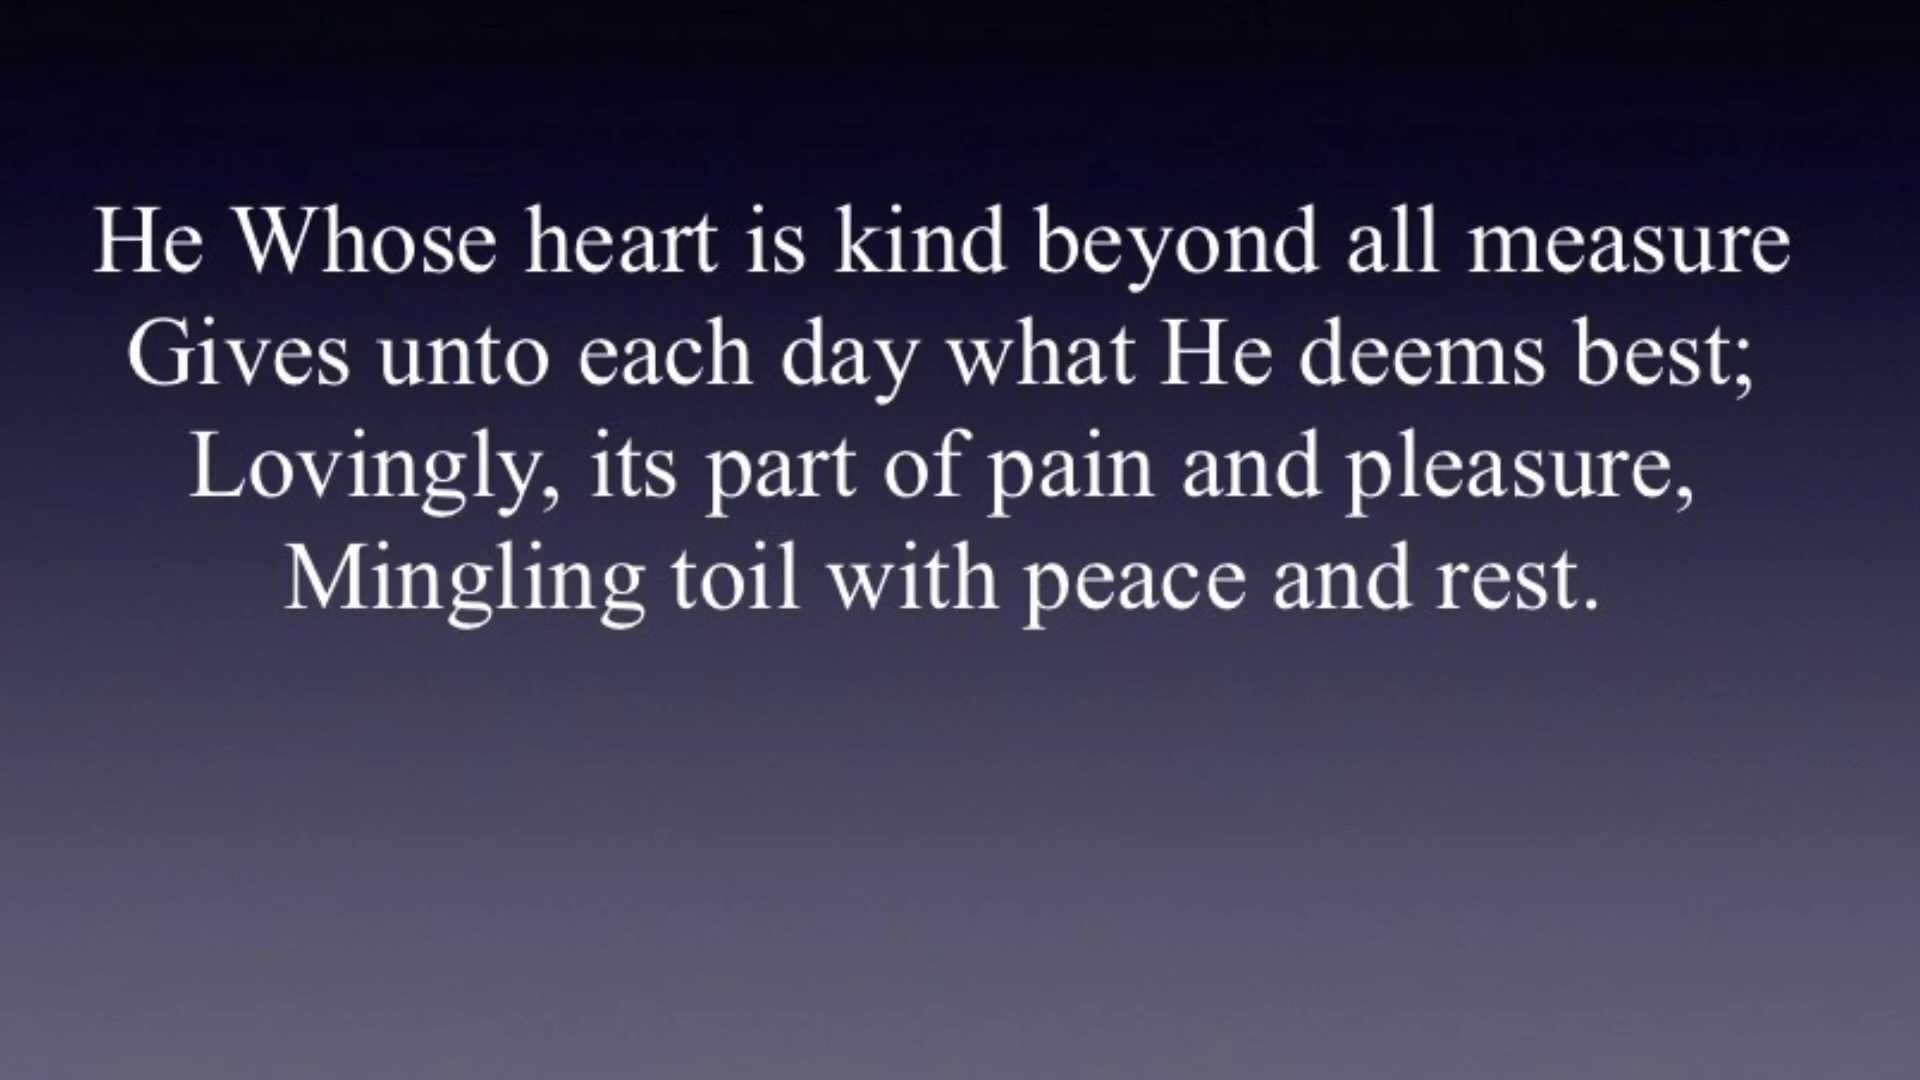 He Whose heart is kind beyond all measure
Gives unto each day what He deems best;
Lovingly, its part of pain and pleasure,
Mingling toil with peace and rest.